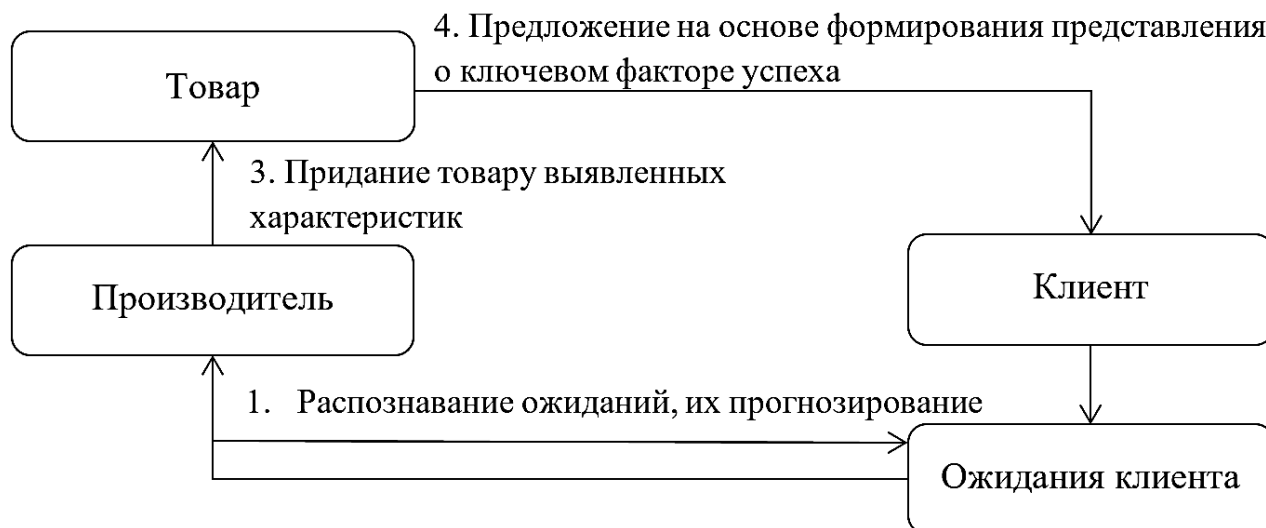 4. Предложение на основе формирования представления
о ключевом факторе успеха
Товар
3. Придание товару выявленных
характеристик
Производитель
Клиент
1. Распознавание ожиданий, их прогнозирование
Ожидания клиента